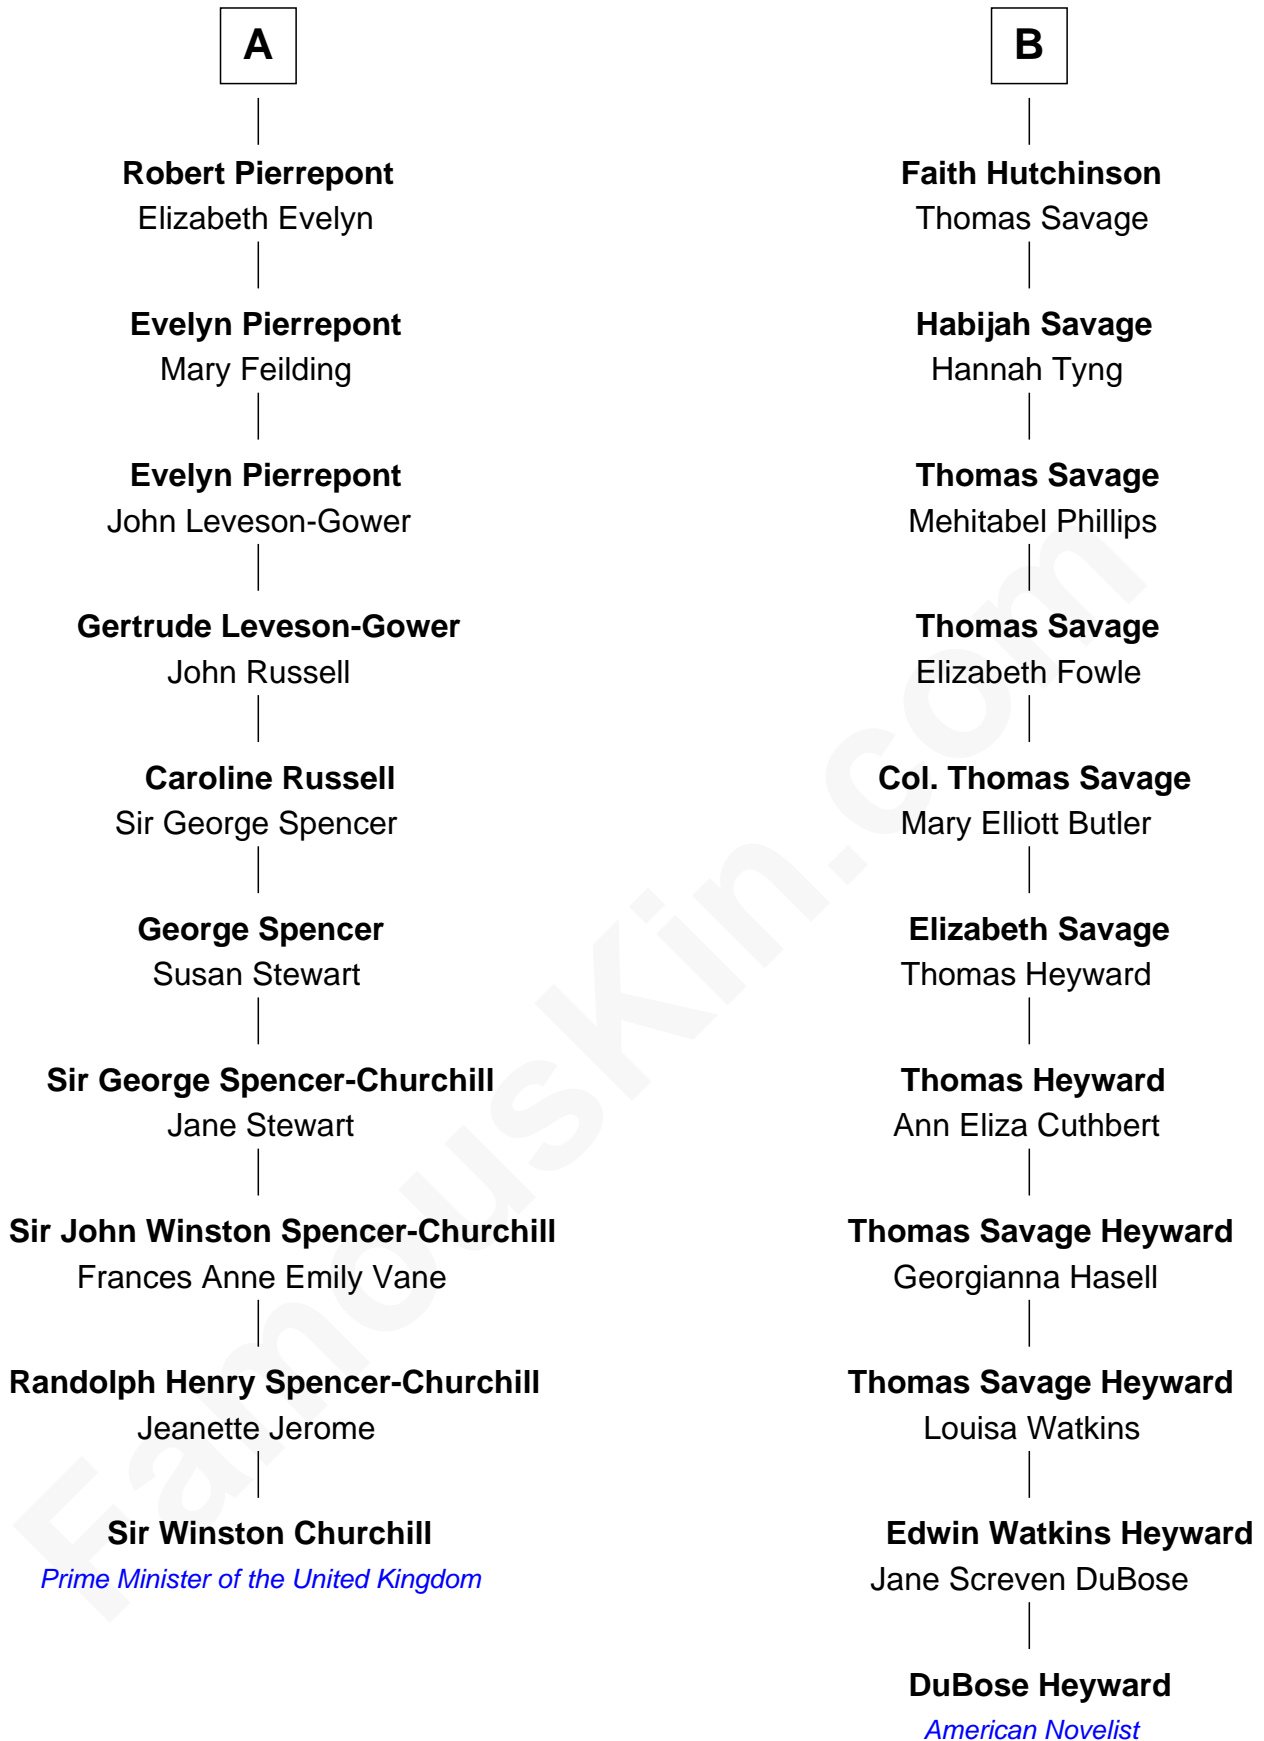 A
Robert Pierrepont
Elizabeth Evelyn
Evelyn Pierrepont
Mary Feilding
Evelyn Pierrepont
John Leveson-Gower
Gertrude Leveson-Gower
John Russell
Caroline Russell
Sir George Spencer
George Spencer
Susan Stewart
Sir George Spencer-Churchill
Jane Stewart
Sir John Winston Spencer-Churchill
Frances Anne Emily Vane
Randolph Henry Spencer-Churchill
Jeanette Jerome
Sir Winston Churchill
Prime Minister of the United Kingdom
B
Faith Hutchinson
Thomas Savage
Habijah Savage
Hannah Tyng
Thomas Savage
Mehitabel Phillips
Thomas Savage
Elizabeth Fowle
Col. Thomas Savage
Mary Elliott Butler
Elizabeth Savage
Thomas Heyward
Thomas Heyward
Ann Eliza Cuthbert
Thomas Savage Heyward
Georgianna Hasell
Thomas Savage Heyward
Louisa Watkins
Edwin Watkins Heyward
Jane Screven DuBose
DuBose Heyward
American Novelist
FamousKin.com